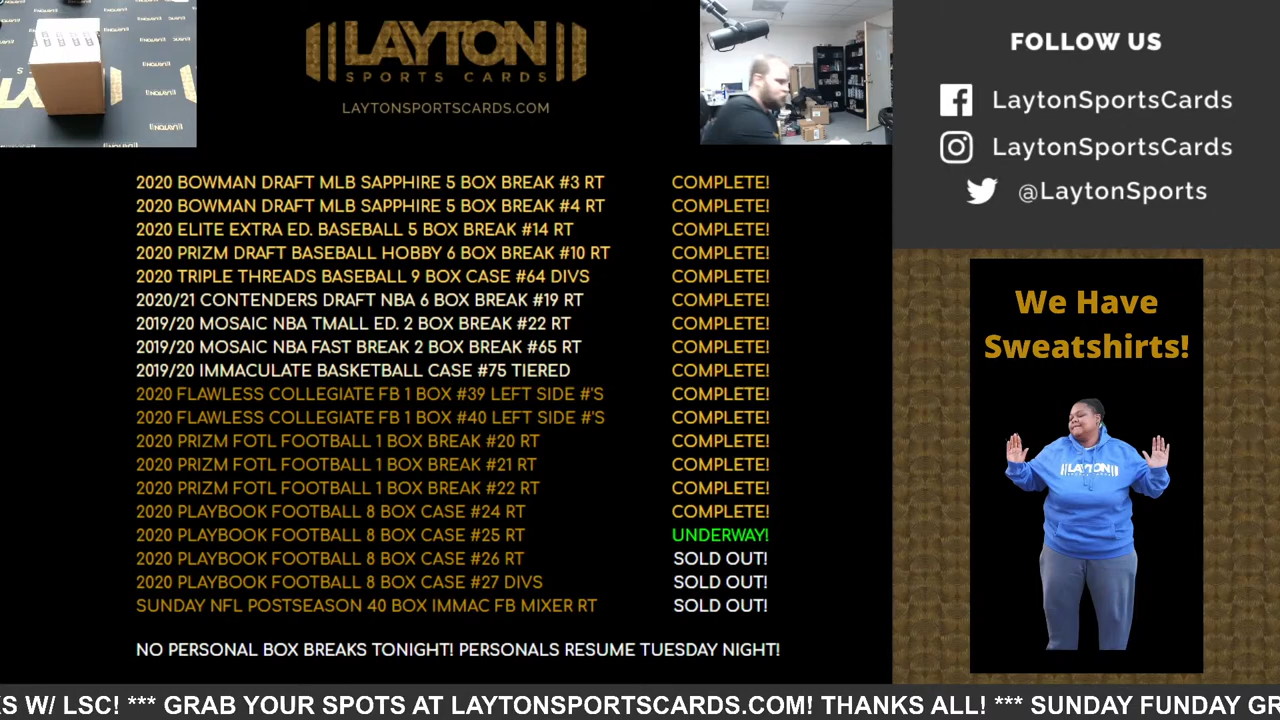 LAYTON
SPORTS CARDS
LAYTONSPORTSCARDS.COM
FOLLOW US
LaytonSportsCards
LaytonSportsCards
@LaytonSports
2020 BOWMAN DRAFT MLB SAPPHIRE 5 BOX BREAK #3 RT COMPLETE!
2020 BOWMAN DRAFT MLB SAPPHIRE 5 BOX BREAK #4 RT COMPLETE!
2020 ELITE EXTRA ED. BASEBALL 5 BOX BREAK #14 RT COMPLETE!
2020 PRIZM DRAFT BASEBALL HOBBY 6 BOX BREAK #10 RT COMPLETE!
2020 TRIPLE THREADS BASEBALL 9 BOX CASE #64 DIVS COMPLETE!
2020/21 CONTENDERS DRAFT NBA 6 BOX BREAK #19 RT COMPLETE!
2019/20 MOSAIC NBA TMALL ED. 2 BOX BREAK #22 RT COMPLETE!
2019/20 MOSAIC NBA FAST BREAK 2 BOX BREAK #65 RT COMPLETE!
2019/20 IMMACULATE BASKETBALL CASE #75 TIERED COMPLETE!
2020 FLAWLESS COLLEGIATE FB 1 BOX #39 LEFT SIDE #'S COMPLETE!
2020 FLAWLESS COLLEGIATE FB 1 BOX #40 LEFT SIDE #'S COMPLETE!
2020 PRIZM FOTL FOOTBALL 1 BOX BREAK #20 RT COMPLETE!
2020 PRIZM FOTL FOOTBALL 1 BOX BREAK #21 RT COMPLETE!
2020 PRIZM FOTL FOOTBALL 1 BOX BREAK #22 RT COMPLETE!
2020 PLAYBOOK FOOTBALL 8 BOX CASE #24 RT COMPLETE!
2020 PLAYBOOK FOOTBALL 8 BOX CASE #25 RT UNDERWAY!
2020 PLAYBOOK FOOTBALL 8 BOX CASE #26 RT SOLD OUT!
2020 PLAYBOOK FOOTBALL 8 BOX CASE #27 DIVS SOLD OUT!
SUNDAY NFL POSTSEASON 40 BOX IMMAC FB MIXER RT SOLD OUT!
NO PERSONAL BOX BREAKS TONIGHT! PERSONALS RESUME TUESDAY NIGHT!
We Have
Sweatshirts!
LAYTON
KS W/ LSC! *** GRAB YOUR SPOTS AT LAYTONSPORTSCARDS.COM! THANKS ALL! *** SUNDAY FUNDAY GR